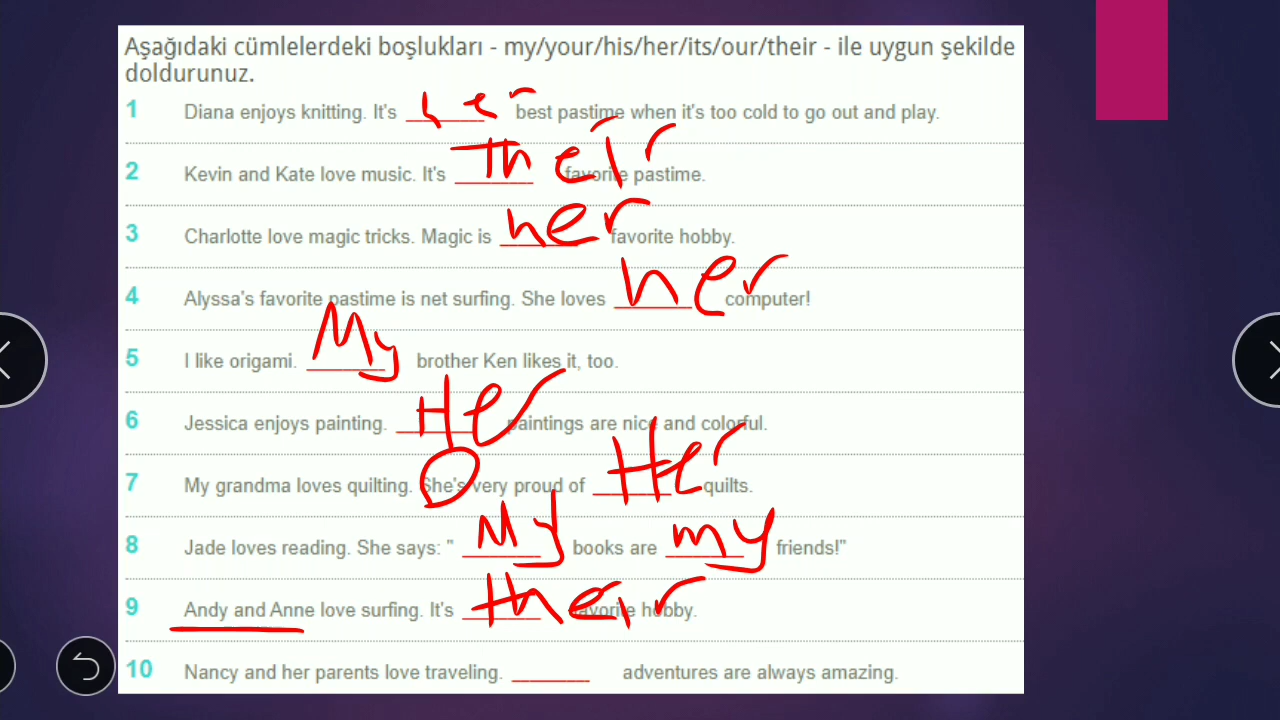 Aşağıdaki cümlelerdeki boşlukları - my/your/his/her/its/our/their - ile uygun şekilde
doldurunuz.
1 Diana enjoys knitting. It's her best pastime when it's too cold to go out and play.
2 Kevin and Kate love music. It's Their favorite pastime.
3 Charlotte love magic tricks. Magic is her favorite hobby.
4 Alyssa's favorite pastime is net surfing. She loves her computer!
5 I like origami. My brother Ken likes it, too.
6 Jessica enjoys painting. Her paintings are nice and colorful.
7 My grandma loves quilting. She's very proud of Her quilts.
8 Jade loves reading. She says: " My books are my friends!"
9 Andy and Anne love surfing. It's their favorite hobby.
10 Nancy and her parents love traveling. ________ adventures are always amazing.